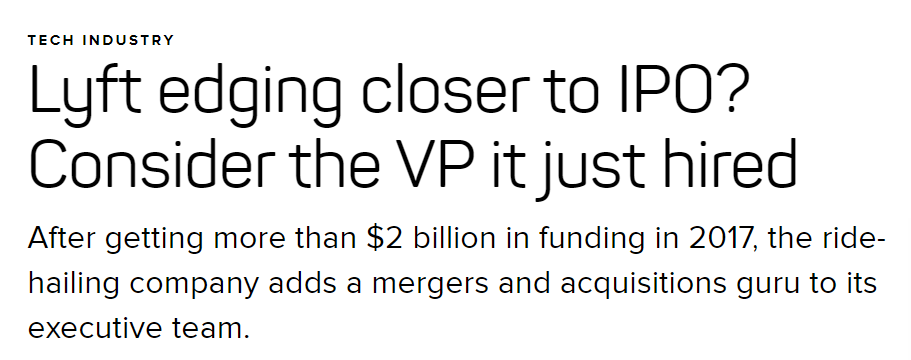 TECH INDUSTRY
Lyft edging closer to IPO?
Consider the VP it just hired
After getting more than $2 billion in funding in 2017, the ride-
hailing company adds a mergers and acquisitions guru to its
executive team.